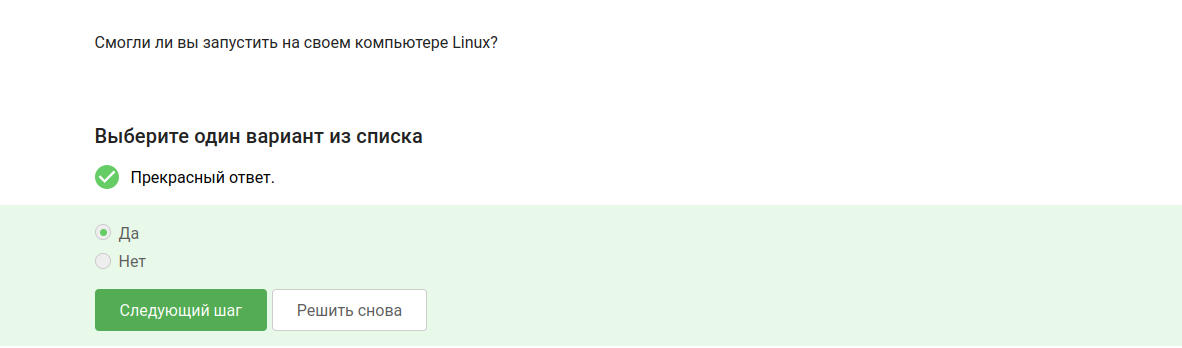 Смогли ли вы запустить на своем компьютере Linux?
Выберите один вариант из списка
Прекрасный ответ.
Да
Нет
Следующий шаг
Решить снова